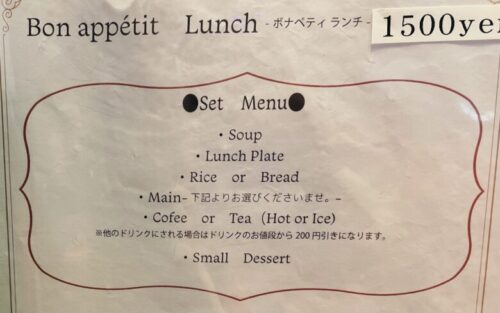 Bon appétit Lunch - ボナペティ ランチ - 1500yen
●Set Menu●
・Soup
・Lunch Plate
・Rice or Bread
・Main- 下記よりお選びくださいませ。-
・Cofee or Tea (Hot or Ice)
※他のドリンクにされる場合はドリンクのお値段から 200 円引きになります。
・Small Dessert